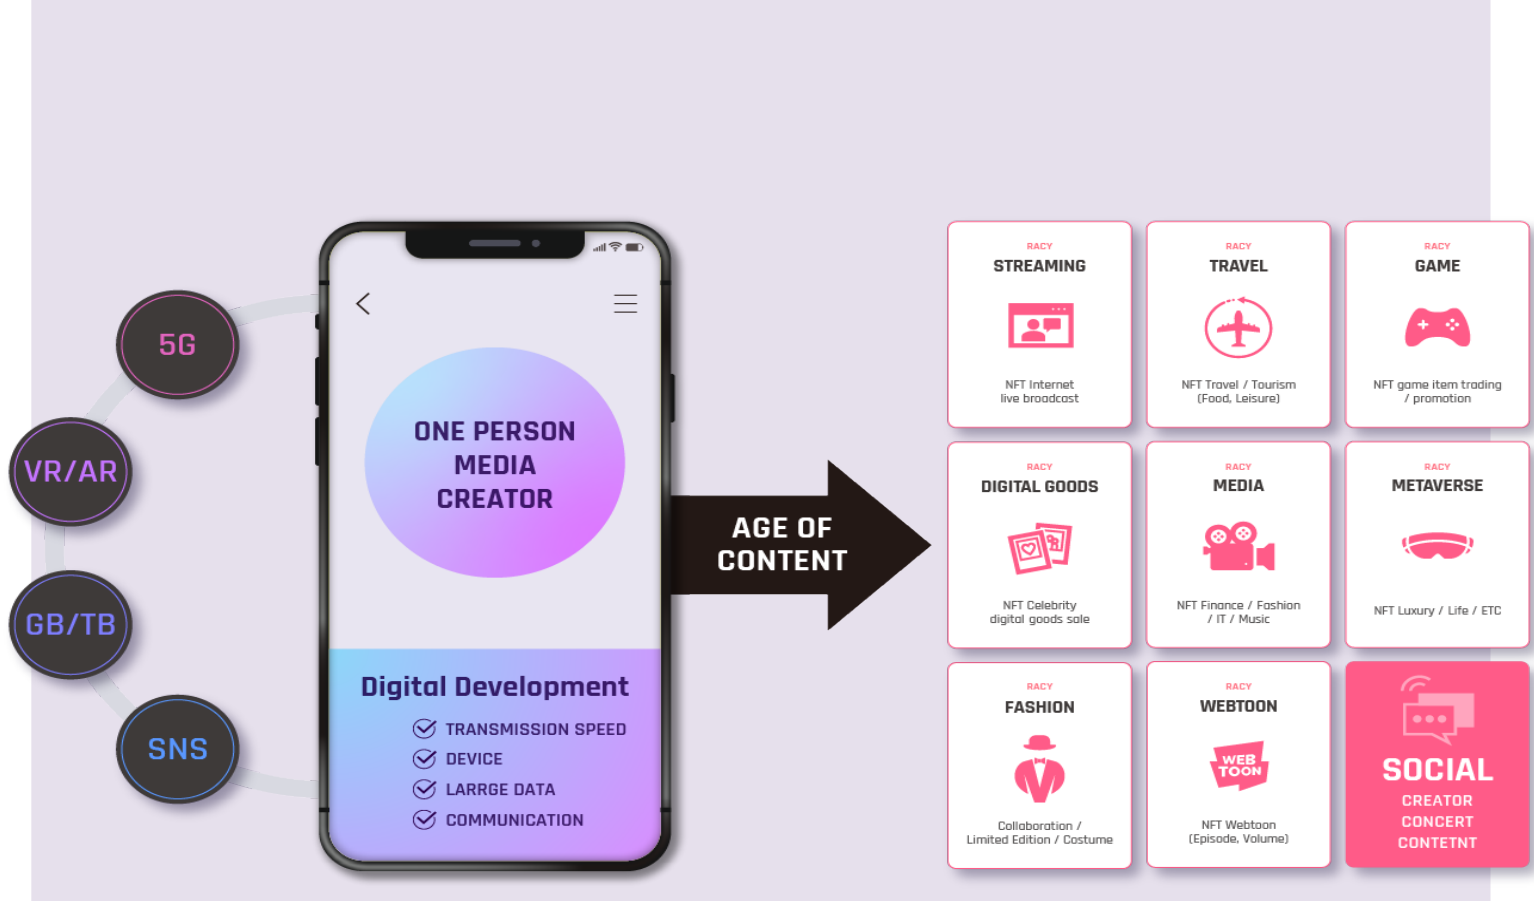 5G
VR/AR
GB/TB
SNS
ONE PERSON
MEDIA
CREATOR
Digital Development
TRANSMISSION SPEED
DEVICE
LARRGE DATA
COMMUNICATION
AGE OF
CONTENT
RACY
STREAMING
NFT Internet
live broadcast
RACY
TRAVEL
NFT Travel / Tourism
(Food, Leisure)
RACY
GAME
NFT game item trading
/ promotion
RACY
DIGITAL GOODS
NFT Celebrity
digital goods sale
RACY
MEDIA
NFT Finance / Fashion
/ IT / Music
RACY
METAVERSE
NFT Luxury / Life / ETC
RACY
FASHION
Collaboration /
Limited Edition / Costume
RACY
WEBTOON
WEB
TOON
NFT Webtoon
(Episode, Volume)
SOCIAL
CREATOR
CONCERT
CONTETNT